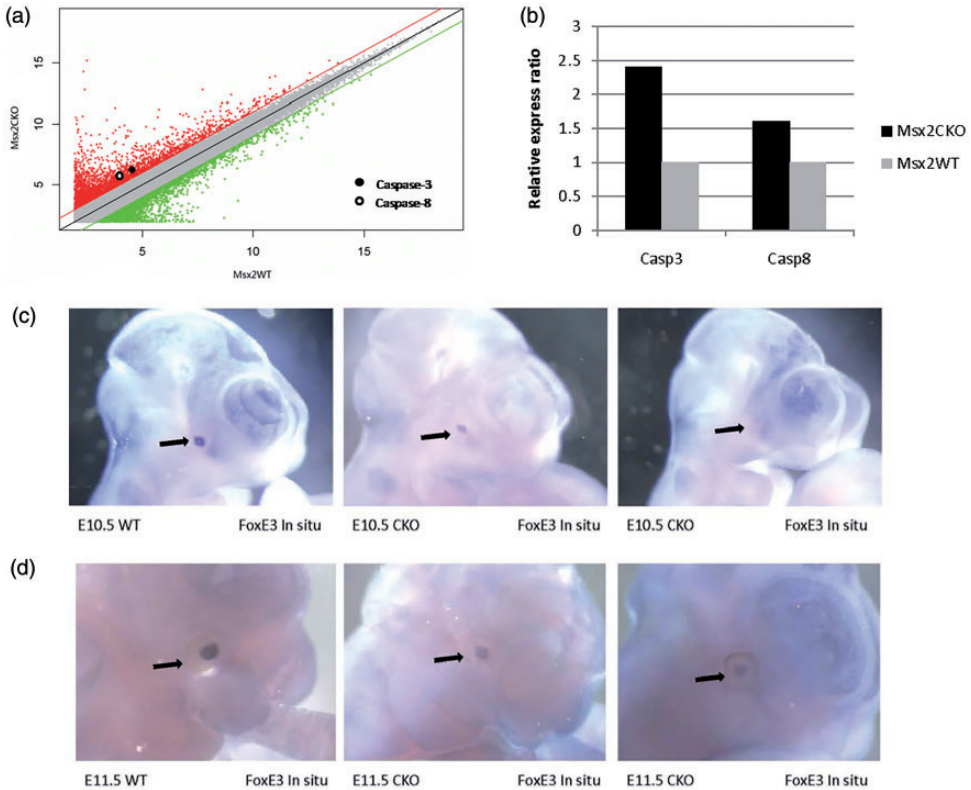 (a)
Msx2CKO
15
10
5
5
10
15
Msx2WT
Caspase-3
Caspase-8
(b)
Relative express ratio
3
2.5
2
1.5
1
0.5
0
Casp3
Casp8
Msx2CKO
Msx2WT
(c)
E10.5 WT FoxE3 In situ
E10.5 CKO FoxE3 In situ
E10.5 CKO FoxE3 In situ
(d)
E11.5 WT FoxE3 In situ
E11.5 CKO FoxE3 In situ
E11.5 CKO FoxE3 In situ